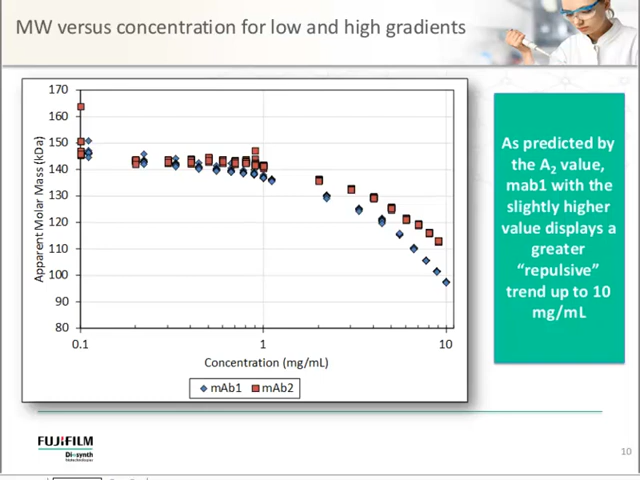 MW versus concentration for low and high gradients
170
160
150
140
130
120
110
100
90
80
Apparent Molar Mass (kDa)
0.1
1
10
Concentration (mg/mL)
mAb1
mAb2
As predicted by
the A2 value,
mab1 with the
slightly higher
value displays a
greater
“repulsive”
trend up to 10
mg/mL
FUJIFILM
Diosynth
10